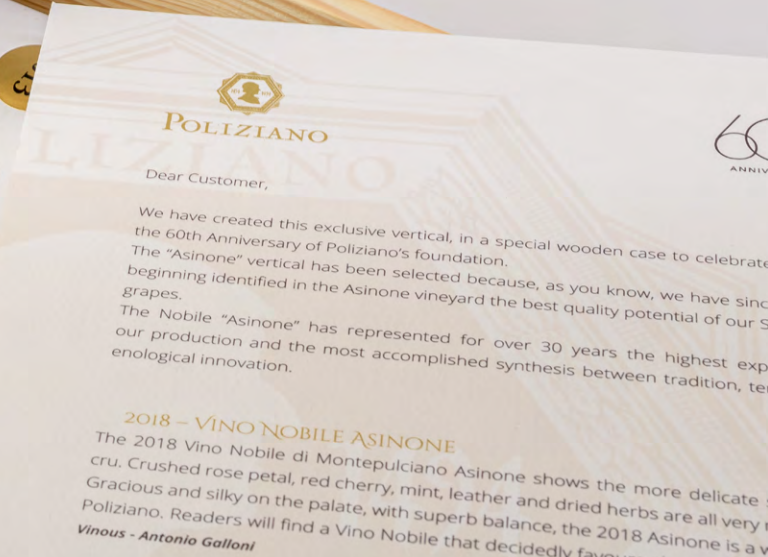 POLIZIANO
60
ANNIV
LIZIANO
Dear Customer,
We have created this exclusive vertical, in a special wooden case to celebrate
the 60th Anniversary of Poliziano's foundation.
The “Asinone” vertical has been selected because, as you know, we have sinc
beginning identified in the Asinone vineyard the best quality potential of our S
grapes.
The Nobile “Asinone” has represented for over 30 years the highest exp
our production and the most accomplished synthesis between tradition, te
enological innovation.
2018 – VINO NOBILE ASINONE
The 2018 Vino Nobile di Montepulciano Asinone shows the more delicate s
cru. Crushed rose petal, red cherry, mint, leather and dried herbs are all very
Gracious and silky on the palate, with superb balance, the 2018 Asinone is a w
Poliziano. Readers will find a Vino Nobile that decidedly favou
Vinous - Antonio Galloni